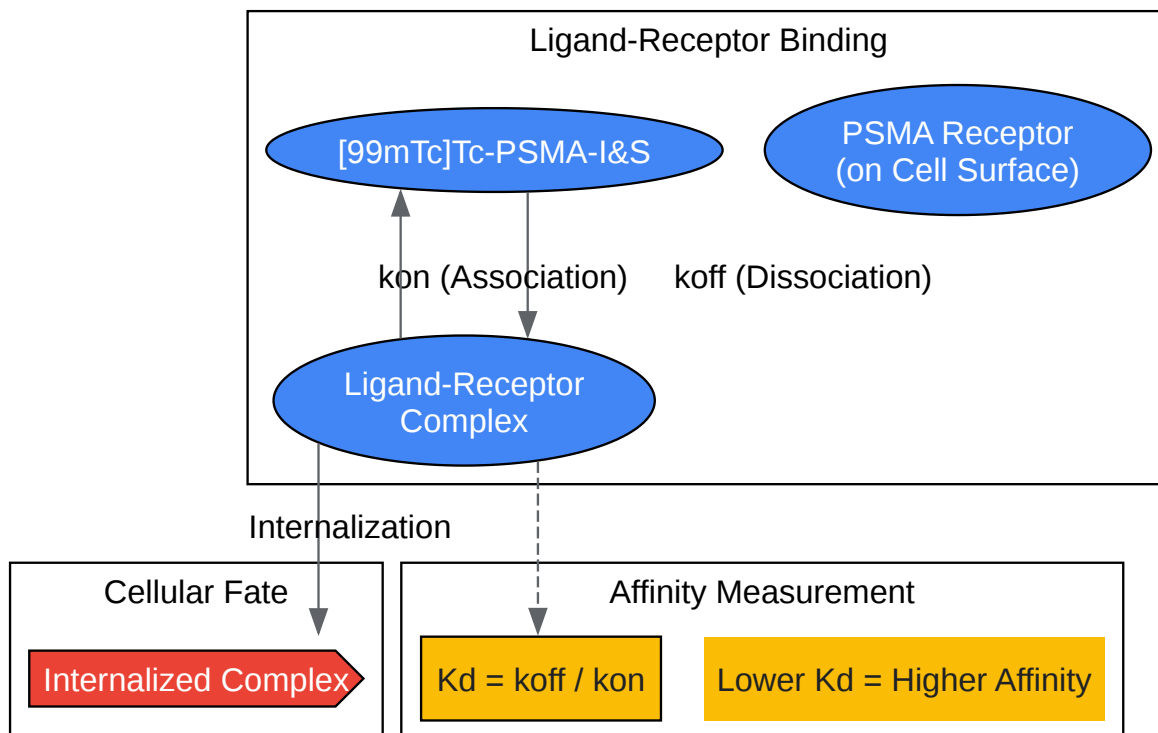 Ligand-Receptor Binding
[99mTc]Tc-PSMA-I&S
PSMA Receptor
(on Cell Surface)
kon (Association)
koff (Dissociation)
Ligand-Receptor
Complex
Internalization
Cellular Fate
Internalized Complex
Affinity Measurement
Kd = koff / kon
Lower Kd = Higher Affinity